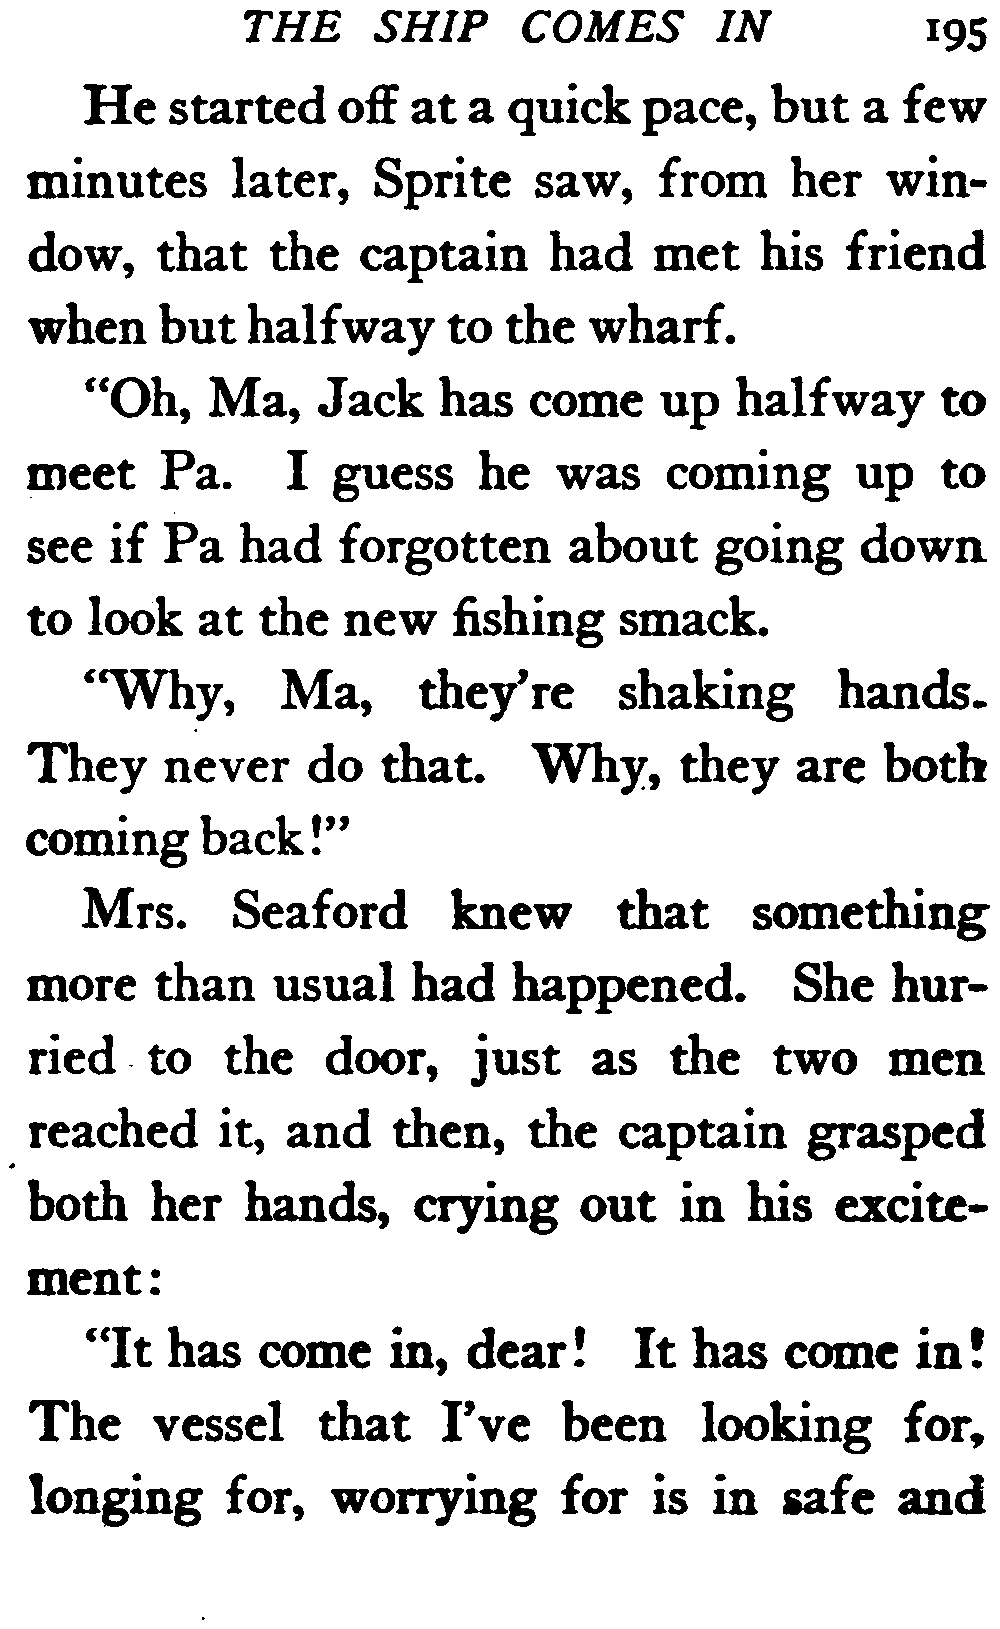 THE SHIP COMES IN 195
He started off at a quick pace, but a few
minutes later, Sprite saw, from her win-
dow, that the captain had met his friend
when but halfway to the wharf.
"Oh, Ma, Jack has come up halfway to
meet Pa. I guess he was coming up to
see if Pa had forgotten about going down
to look at the new fishing smack.
"Why, Ma, they're shaking hands.
They never do that. Why, they are both
coming back!"
Mrs. Seaford knew that something
more than usual had happened. She hur-
ried to the door, just as the two men
reached it, and then, the captain grasped
both her hands, crying out in his excite-
ment:
"It has come in, dear! It has come in!
The vessel that I've been looking for,
longing for, worrying for is in safe and